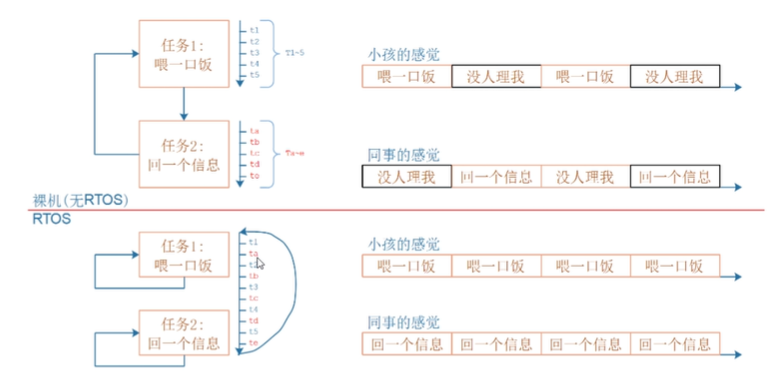 任务1:
喂一口饭
t1
t2
t3
t4
t5
T1-5
小孩的感觉
喂一口饭 没人理我 喂一口饭 没人理我
任务2:
回一个信息
ta
tb
tc
td
te
Ta-e
同事的感觉
没人理我 回一个信息 没人理我 回一个信息
裸机(无RTOS)
RTOS
任务1:
喂一口饭
t1
ta
tb
t3
tc
t4
td
t5
te
小孩的感觉
喂一口饭 喂一口饭 喂一口饭 喂一口饭
任务2:
回一个信息
同事的感觉
回一个信息 回一个信息 回一个信息 回一个信息